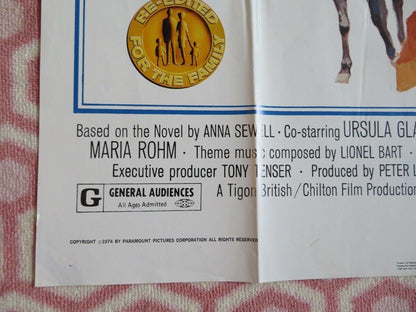 RE-EDITED
FOR THE FAMILY
Based on the Novel by ANNA SEWELL · Co-starring URSULA GLA
MARIA ROHM · Theme music composed by LIONEL BART ·
Executive producer TONY TENSER · Produced by PETER L
G GENERAL AUDIENCES
All Ages Admitted
A Tigon British/Chilton Film Production
COPYRIGHT ©1974 BY PARAMOUNT PICTURES CORPORATION ALL RIGHTS RESERVED